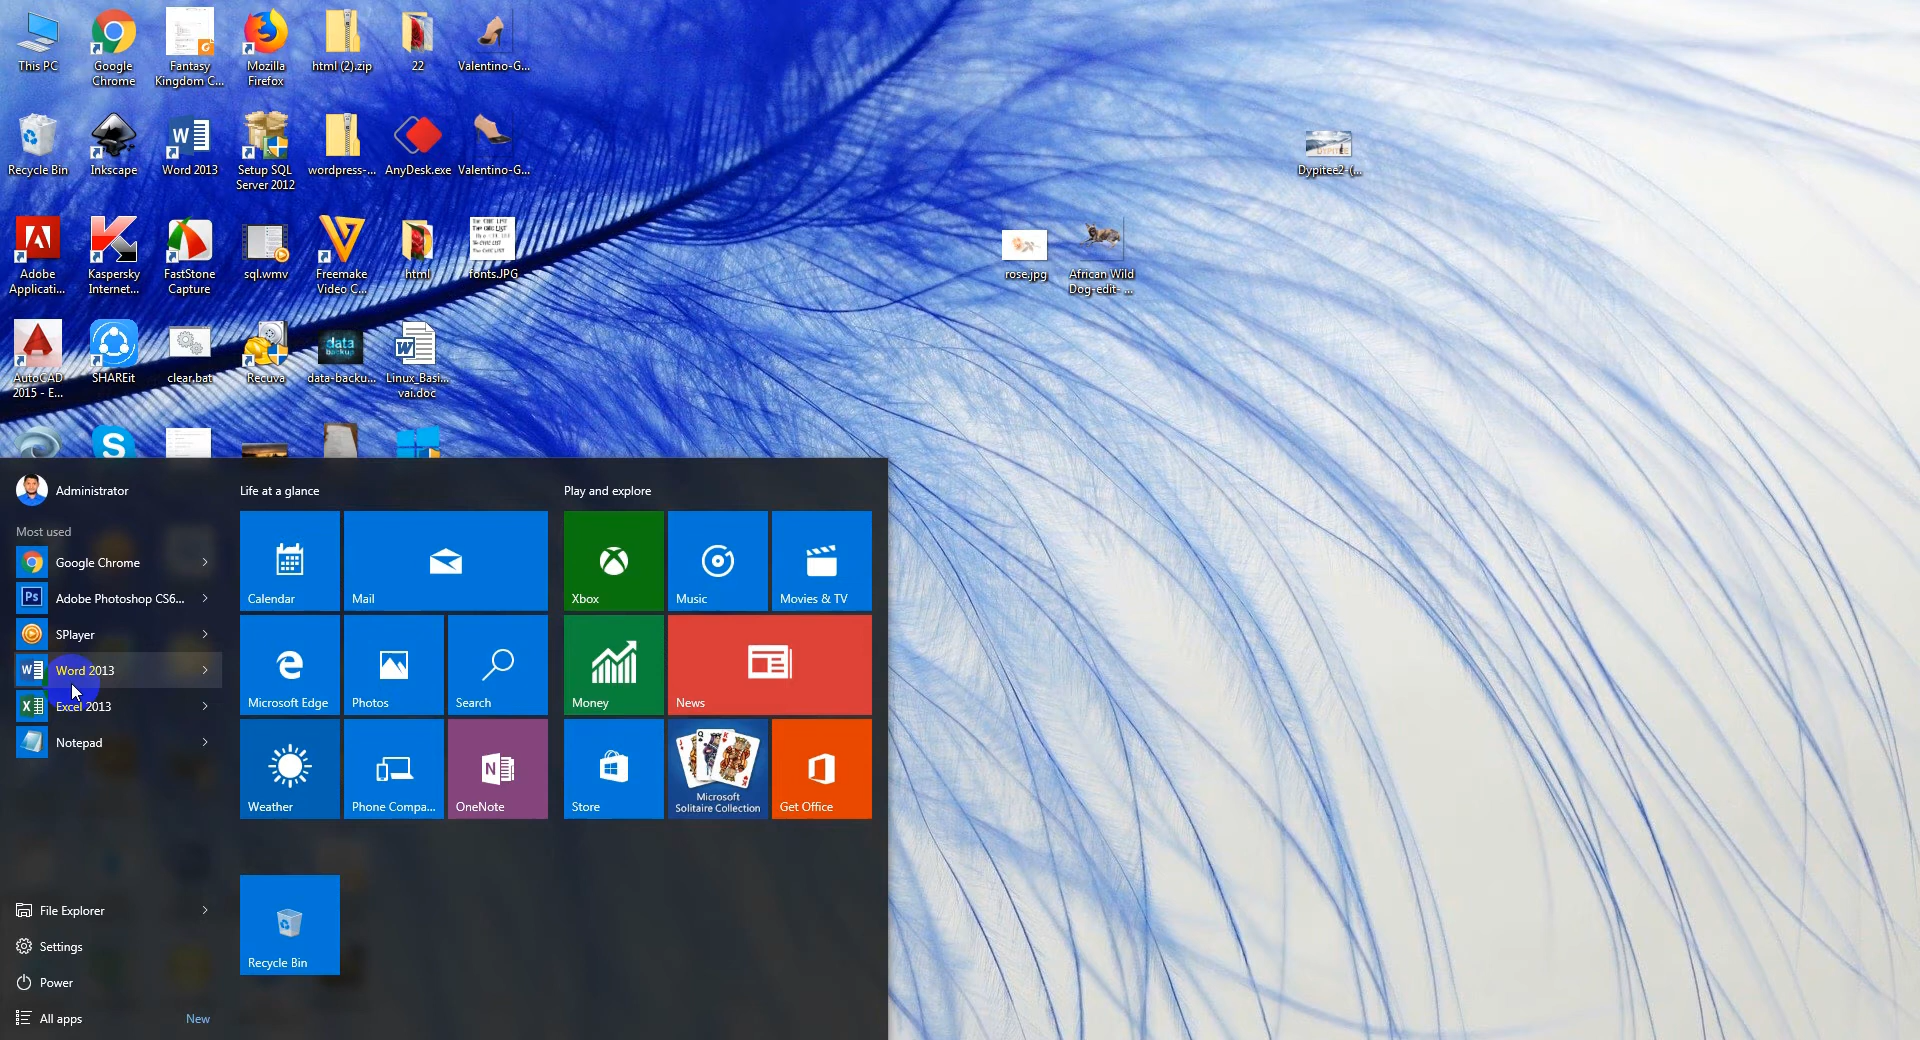 This PC
Google
Chrome
Fantasy
Kingdom C...
Mozilla
Firefox
html (2).zip
22
Valentino-G...
Recycle Bin
Inkscape
Word 2013
Setup SQL
Server 2012
wordpress-...
AnyDesk.exe
Valentino-G...
Dypitee2-(...
Adobe
Applicati...
Kaspersky
Internet...
FastStone
Capture
sql.wmv
Freemake
Video C...
html
fonts.JPG
rose.jpg
African Wild
Dog-edit- ...
AutoCAD
2015 - E...
SHAREit
clear.bat
Recuva
data
backup
data-backu...
Linux_Basi...
vai.doc
Administrator
Most used
Google Chrome
Adobe Photoshop CS6...
SPlayer
Word 2013
Excel 2013
Notepad
File Explorer
Settings
Power
All apps
New
Life at a glance
Calendar
Mail
Microsoft Edge
Photos
Search
Weather
Phone Compa...
OneNote
Recycle Bin
Play and explore
Xbox
Music
Movies & TV
Money
News
Store
Microsoft
Solitaire Collection
Get Office